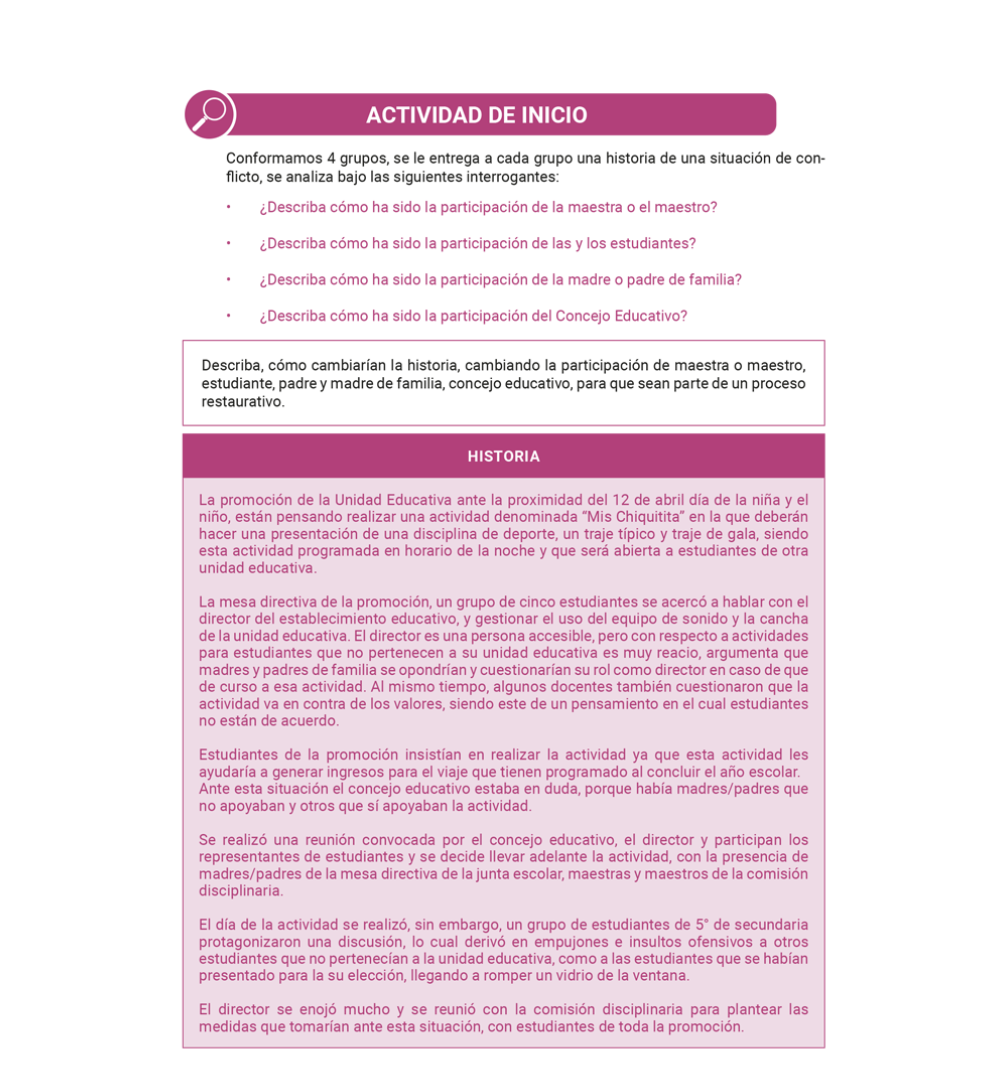 ACTIVIDAD DE INICIO
Conformamos 4 grupos, se le entrega a cada grupo una historia de una situación de con-
flicto, se analiza bajo las siguientes interrogantes:
• ¿Describa cómo ha sido la participación de la maestra o el maestro?
• ¿Describa cómo ha sido la participación de las y los estudiantes?
• ¿Describa cómo ha sido la participación de la madre o padre de familia?
• ¿Describa cómo ha sido la participación del Concejo Educativo?
Describa, cómo cambiarían la historia, cambiando la participación de maestra o maestro,
estudiante, padre y madre de familia, concejo educativo, para que sean parte de un proceso
restaurativo.
HISTORIA
La promoción de la Unidad Educativa ante la proximidad del 12 de abril día de la niña y el
niño, están pensando realizar una actividad denominada “Mis Chiquitita” en la que deberán
hacer una presentación de una disciplina de deporte, un traje típico y traje de gala, siendo
esta actividad programada en horario de la noche y que será abierta a estudiantes de otra
unidad educativa.
La mesa directiva de la promoción, un grupo de cinco estudiantes se acercó a hablar con el
director del establecimiento educativo, y gestionar el uso del equipo de sonido y la cancha
de la unidad educativa. El director es una persona accesible, pero con respecto a actividades
para estudiantes que no pertenecen a su unidad educativa es muy reacio, argumenta que
madres y padres de familia se opondrían y cuestionarían su rol como director en caso de que
de curso a esa actividad. Al mismo tiempo, algunos docentes también cuestionaron que la
actividad va en contra de los valores, siendo este de un pensamiento en el cual estudiantes
no están de acuerdo.
Estudiantes de la promoción insistían en realizar la actividad ya que esta actividad les
ayudaría a generar ingresos para el viaje que tienen programado al concluir el año escolar.
Ante esta situación el concejo educativo estaba en duda, porque había madres/padres que
no apoyaban y otros que sí apoyaban la actividad.
Se realizó una reunión convocada por el concejo educativo, el director y participan los
representantes de estudiantes y se decide llevar adelante la actividad, con la presencia de
madres/padres de la mesa directiva de la junta escolar, maestras y maestros de la comisión
disciplinaria.
El día de la actividad se realizó, sin embargo, un grupo de estudiantes de 5° de secundaria
protagonizaron una discusión, lo cual derivó en empujones e insultos ofensivos a otros
estudiantes que no pertenecían a la unidad educativa, como a las estudiantes que se habían
presentado para la su elección, llegando a romper un vidrio de la ventana.
El director se enojó mucho y se reunió con la comisión disciplinaria para plantear las
medidas que tomarían ante esta situación, con estudiantes de toda la promoción.